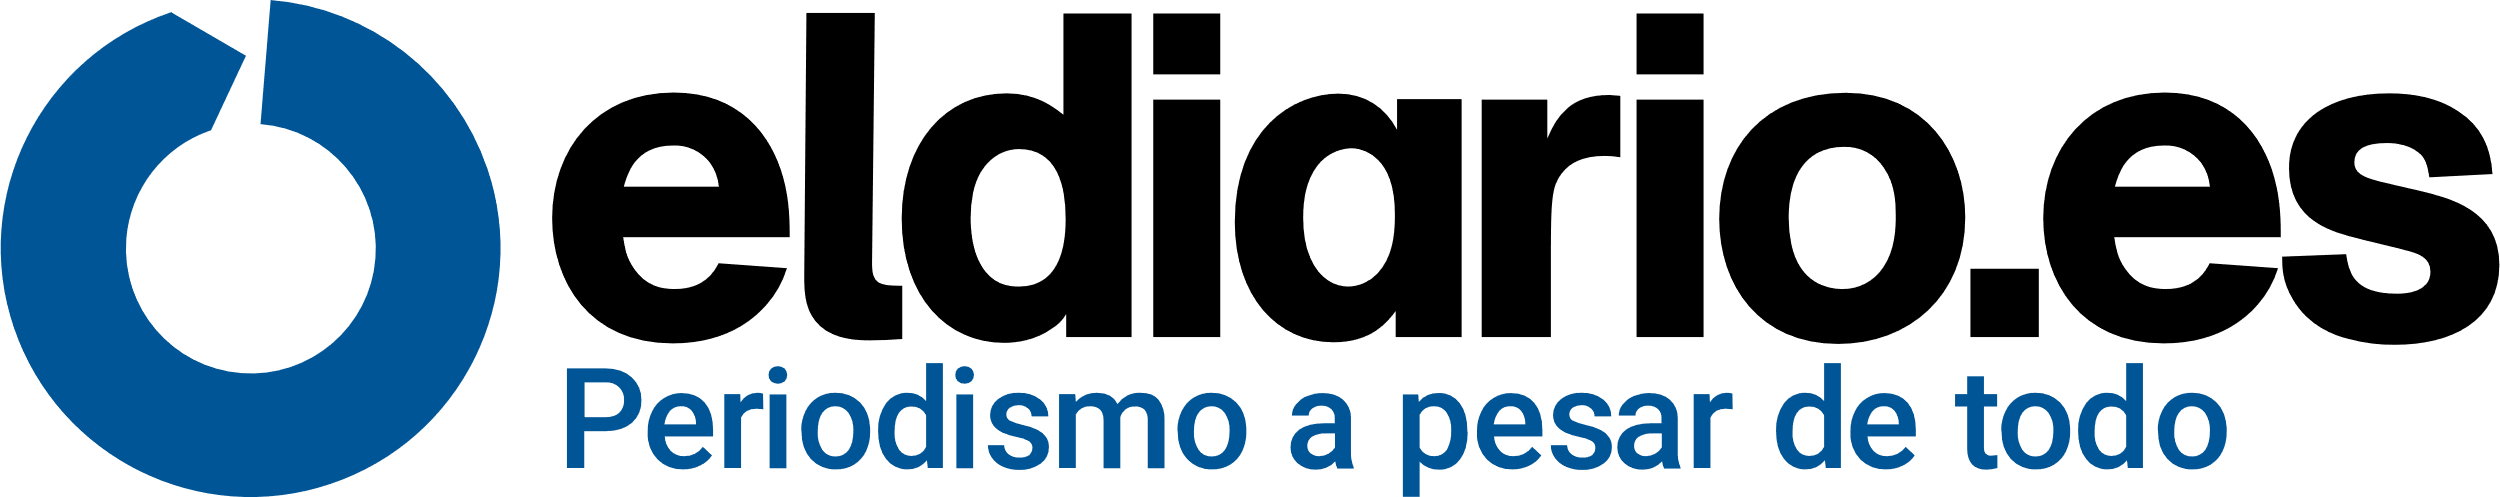 eldiario.es
Periodismo a pesar de todo